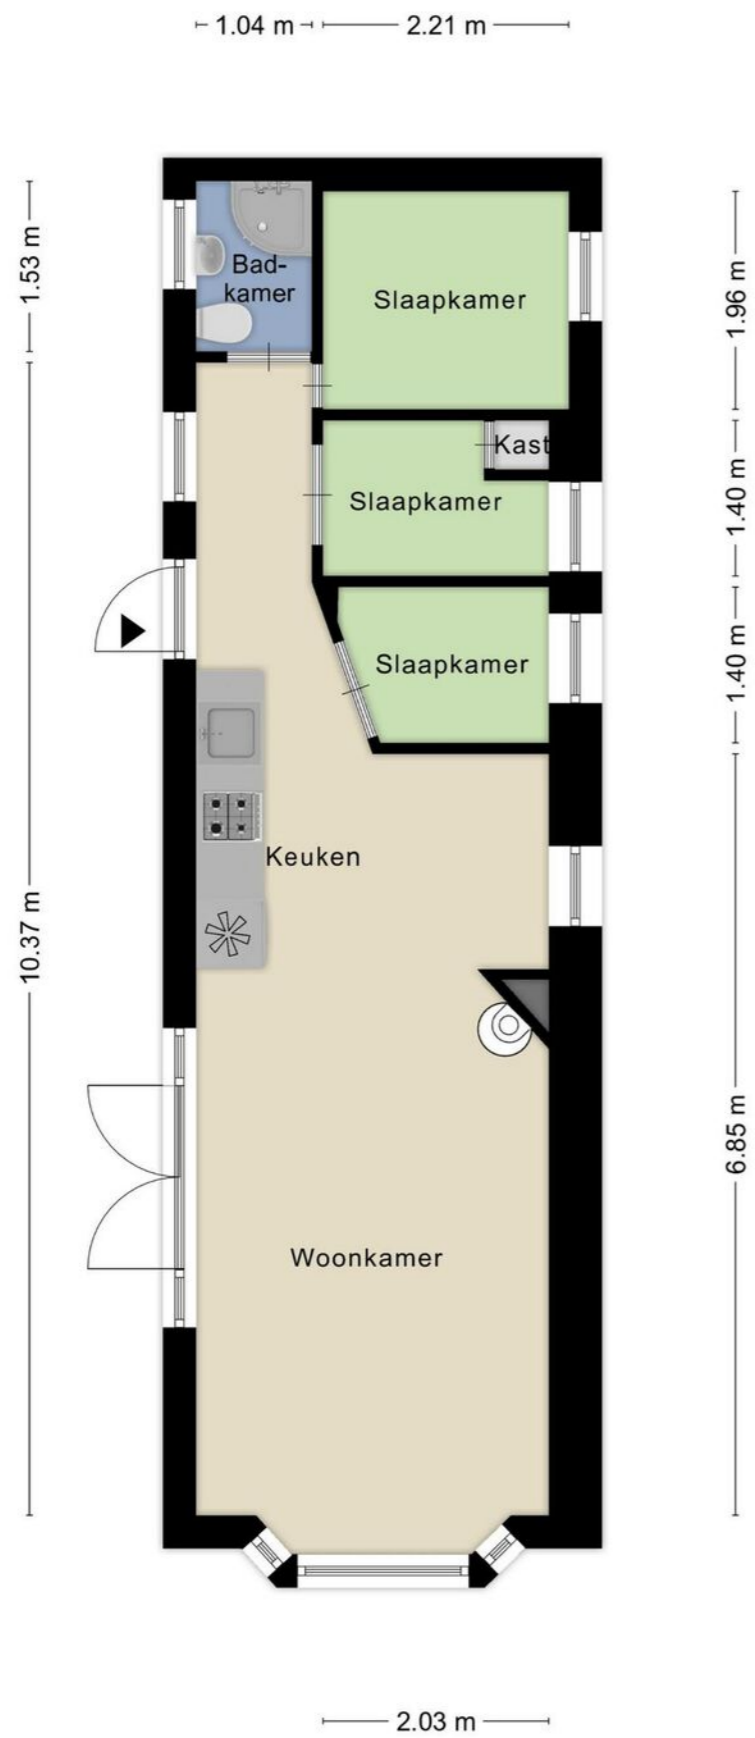 1.04 m
2.21 m
1.53 m
1.96 m
Bad-
kamer
Slaapkamer
Kast
1.40 m
Slaapkamer
1.40 m
Slaapkamer
Keuken
10.37 m
6.85 m
Woonkamer
2.03 m